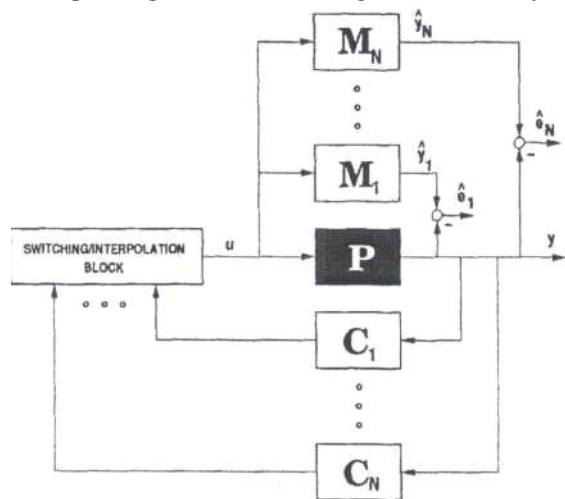 M_N
ŷ_N
ê_N
M_1
ŷ_1
ê_1
SWITCHING/INTERPOLATION
BLOCK
u
P
y
C_1
C_N